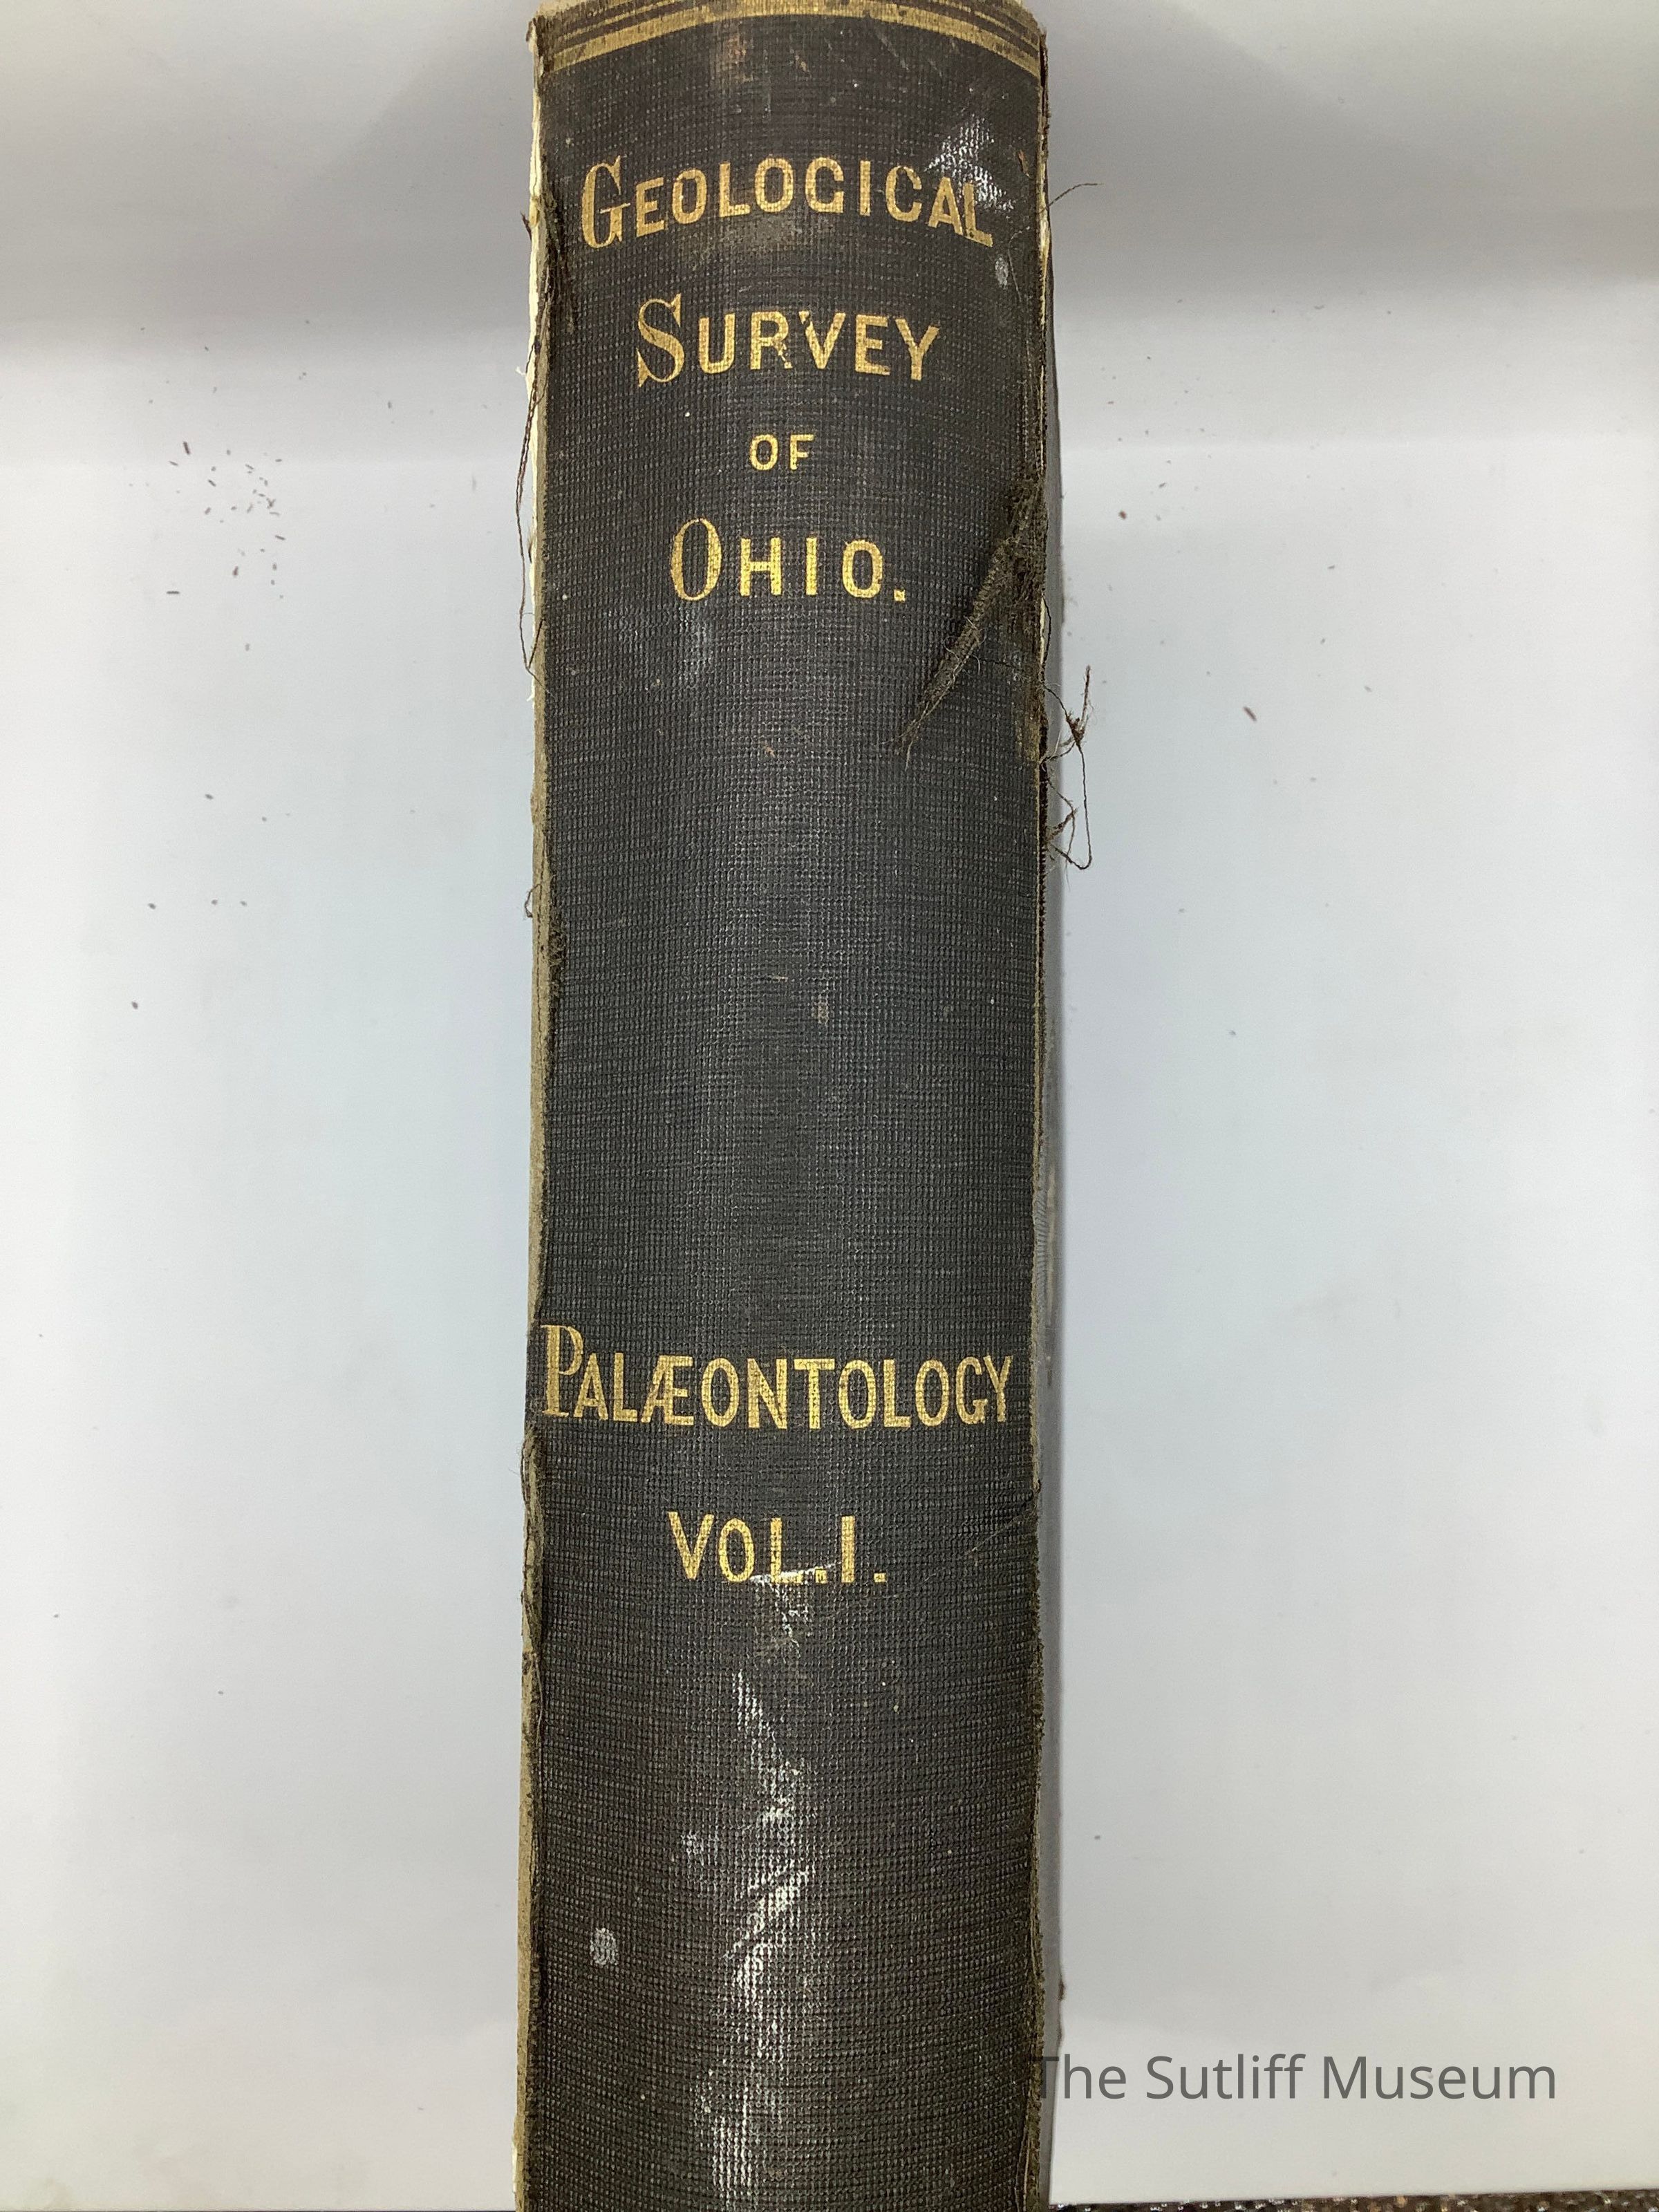 GEOLOGICAL
SURVEY
OF
OHIO.
PALÆONTOLOGY
VOL.I.
The Sutliff Museum